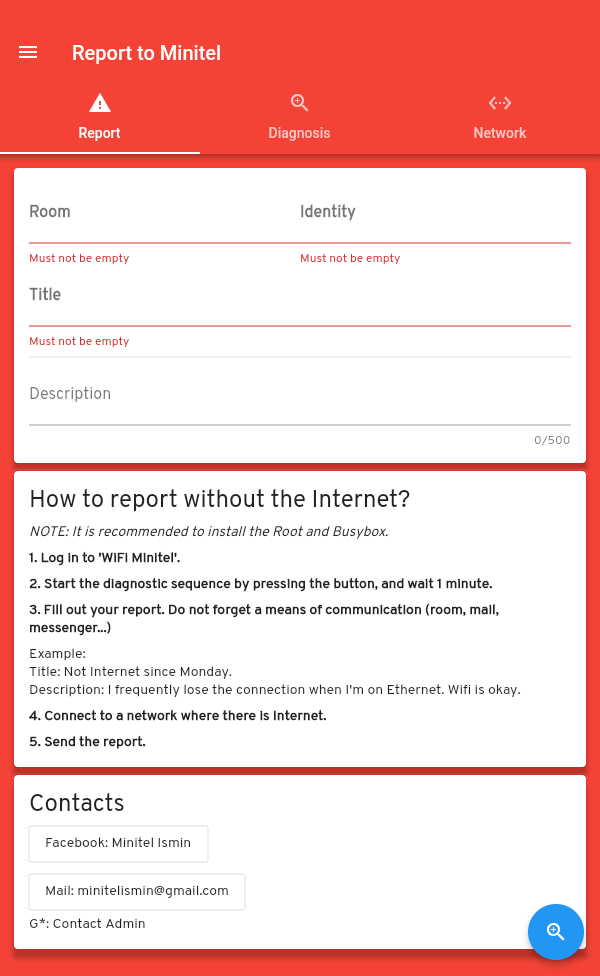 Report to Minitel
Report Diagnosis Network
Room Identity
Must not be empty Must not be empty
Title
Must not be empty
Description
0/500
How to report without the Internet?
NOTE: It is recommended to install the Root and Busybox.
1. Log in to 'WiFi Minitel'.
2. Start the diagnostic sequence by pressing the button, and wait 1 minute.
3. Fill out your report. Do not forget a means of communication (room, mail,
messenger...)
Example:
Title: Not Internet since Monday.
Description: I frequently lose the connection when I'm on Ethernet. Wifi is okay.
4. Connect to a network where there is Internet.
5. Send the report.
Contacts
Facebook: Minitel Ismin
Mail: minitelismin@gmail.com
G*: Contact Admin